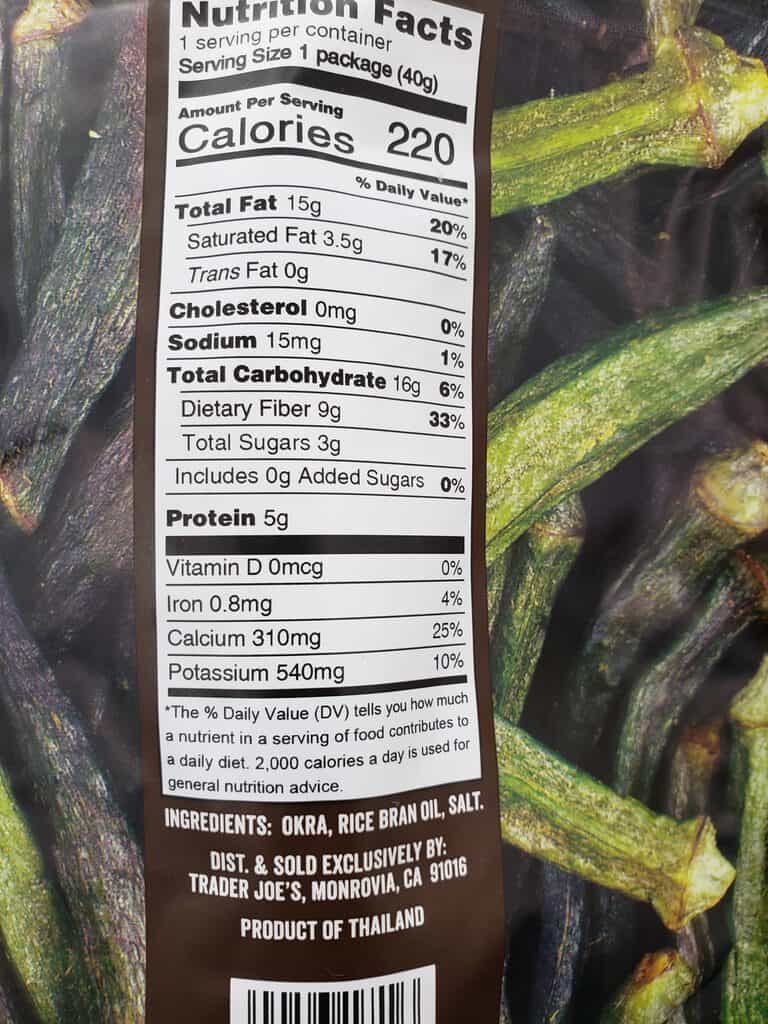 Nutrition Facts
1 serving per container
Serving Size 1 package (40g)
Amount Per Serving
Calories 220
% Daily Value*
Total Fat 15g 20%
Saturated Fat 3.5g 17%
Trans Fat 0g
Cholesterol 0mg 0%
Sodium 15mg 1%
Total Carbohydrate 16g 6%
Dietary Fiber 9g 33%
Total Sugars 3g
Includes 0g Added Sugars 0%
Protein 5g
Vitamin D 0mcg 0%
Iron 0.8mg 4%
Calcium 310mg 25%
Potassium 540mg 10%
*The % Daily Value (DV) tells you how much
a nutrient in a serving of food contributes to
a daily diet. 2,000 calories a day is used for
general nutrition advice.
INGREDIENTS: OKRA, RICE BRAN OIL, SALT.
DIST. & SOLD EXCLUSIVELY BY:
TRADER JOE'S, MONROVIA, CA 91016
PRODUCT OF THAILAND